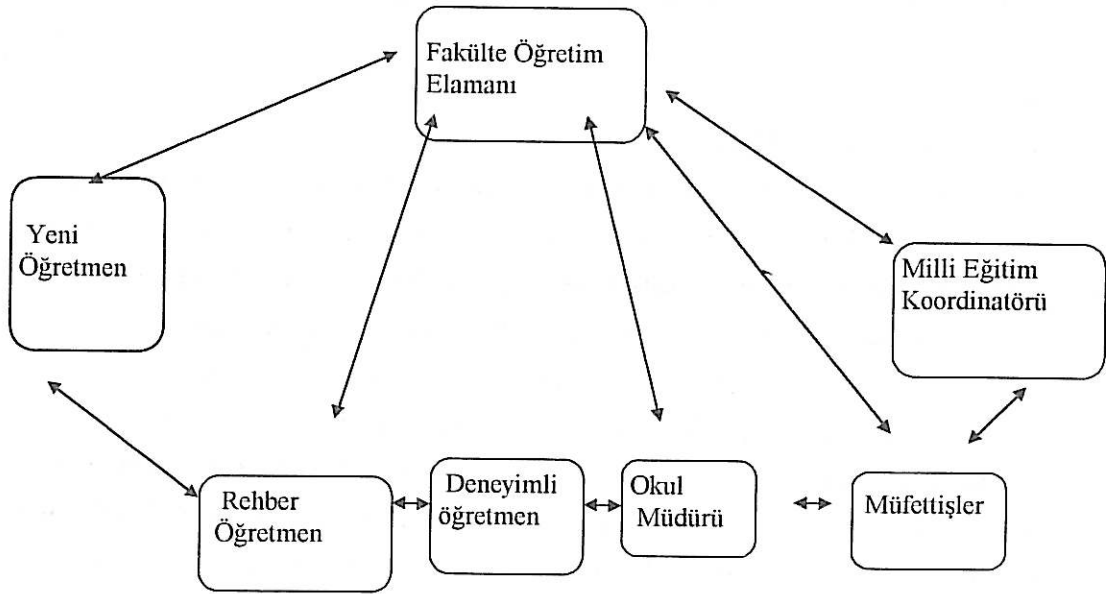 Fakülte Öğretim
Elamanı
Yeni
Öğretmen
Milli Eğitim
Koordinatörü
Rehber
Öğretmen
Deneyimli
öğretmen
Okul
Müdürü
Müfettişler